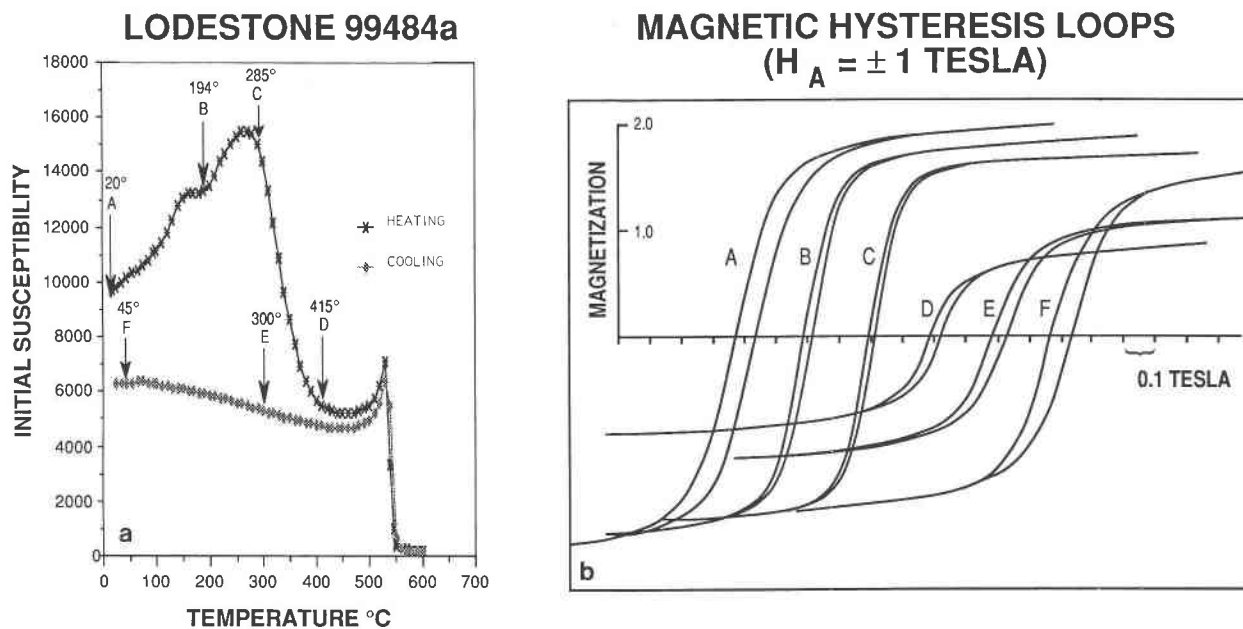 LODESTONE 99484a
INITIAL SUSCEPTIBILITY
18000
16000
14000
12000
10000
8000
6000
4000
2000
0
20°
A
194°
B
285°
C
HEATING
COOLING
45°
F
300°
E
415°
D
a
0 100 200 300 400 500 600 700
TEMPERATURE °C
MAGNETIC HYSTERESIS LOOPS
(H A = ± 1 TESLA)
MAGNETIZATION
2.0
1.0
A
B
C
D
E
F
0.1 TESLA
b